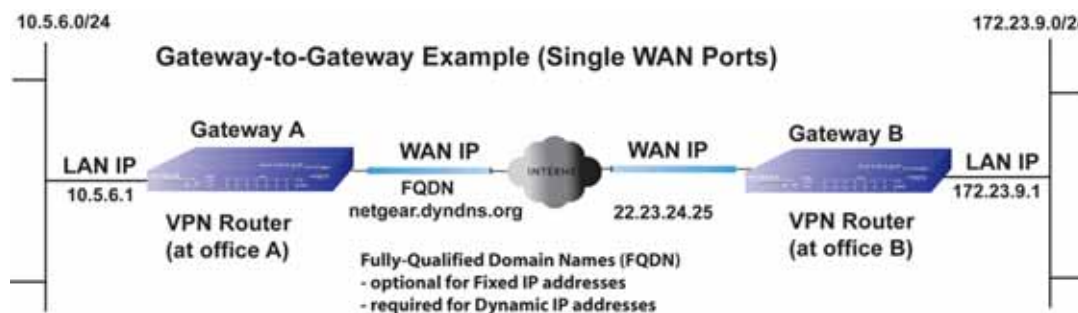 10.5.6.0/24
172.23.9.0/2
Gateway-to-Gateway Example (Single WAN Ports)
Gateway A
Gateway B
LAN IP
10.5.6.1
WAN IP
FQDN
netgear.dyndns.org
INTERNE
WAN IP
22.23.24.25
LAN IP
172.23.9.1
VPN Router
(at office A)
VPN Router
(at office B)
Fully-Qualified Domain Names (FQDN)
- optional for Fixed IP addresses
- required for Dynamic IP addresses